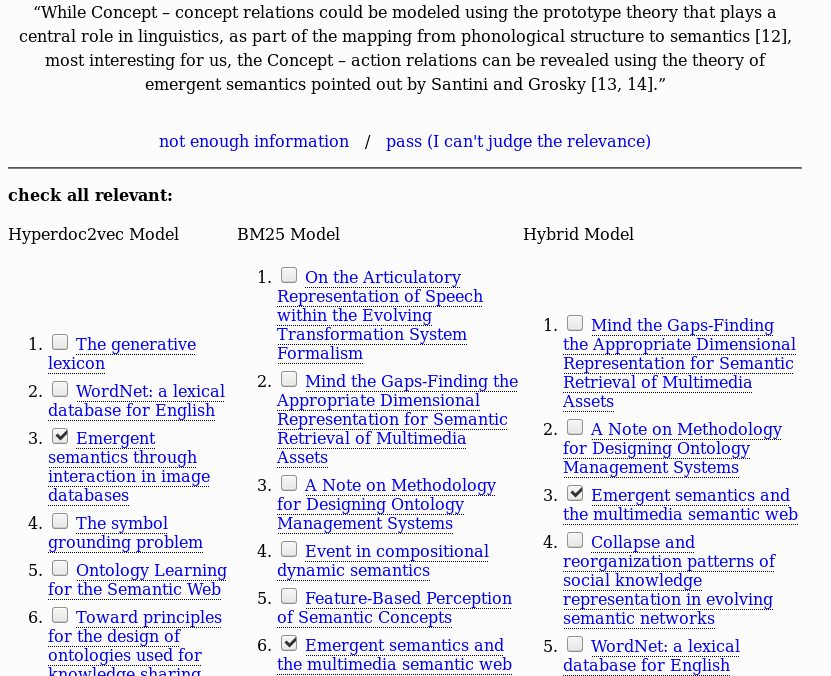 “While Concept – concept relations could be modeled using the prototype theory that plays a
central role in linguistics, as part of the mapping from phonological structure to semantics [12],
most interesting for us, the Concept – action relations can be revealed using the theory of
emergent semantics pointed out by Santini and Grosky [13, 14].”
not enough information / pass (I can't judge the relevance)
check all relevant:
Hyperdoc2vec Model
1. The generative
lexicon
2. WordNet: a lexical
database for English
3. Emergent
semantics through
interaction in image
databases
4. The symbol
grounding problem
5. Ontology Learning
for the Semantic Web
6. Toward principles
for the design of
ontologies used for
knowledge sharing
BM25 Model
1. On the Articulatory
Representation of Speech
within the Evolving
Transformation System
Formalism
2. Mind the Gaps-Finding the
Appropriate Dimensional
Representation for Semantic
Retrieval of Multimedia
Assets
3. A Note on Methodology
for Designing Ontology
Management Systems
4. Event in compositional
dynamic semantics
5. Feature-Based Perception
of Semantic Concepts
6. Emergent semantics and
the multimedia semantic web
Hybrid Model
1. Mind the Gaps-Finding
the Appropriate Dimensional
Representation for Semantic
Retrieval of Multimedia
Assets
2. A Note on Methodology
for Designing Ontology
Management Systems
3. Emergent semantics and
the multimedia semantic web
4. Collapse and
reorganization patterns of
social knowledge
representation in evolving
semantic networks
5. WordNet: a lexical
database for English